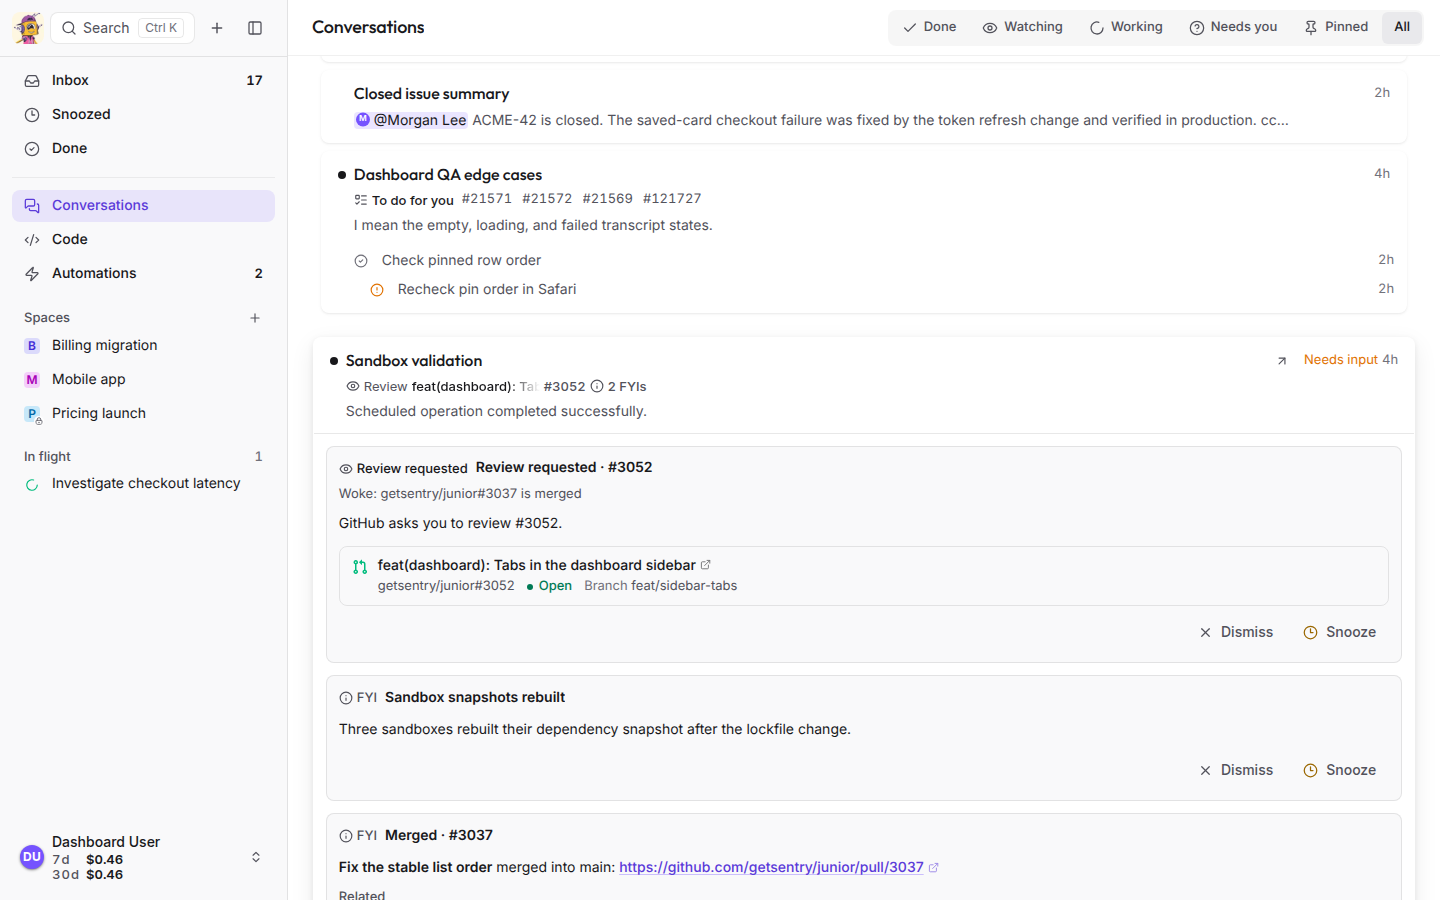 Search Ctrl K
Inbox 17
Snoozed
Done
Conversations
Code
Automations 2
Spaces
B Billing migration
M Mobile app
P Pricing launch
In flight 1
Investigate checkout latency
DU Dashboard User
7d $0.46
30d $0.46
Conversations
Done Watching Working Needs you Pinned All
Closed issue summary 2h
M @Morgan Lee ACME-42 is closed. The saved-card checkout failure was fixed by the token refresh change and verified in production. cc...
Dashboard QA edge cases 4h
To do for you #21571 #21572 #21569 #121727
I mean the empty, loading, and failed transcript states.
Check pinned row order 2h
Recheck pin order in Safari 2h
Sandbox validation Needs input 4h
Review feat(dashboard): Tab #3052 2 FYIs
Scheduled operation completed successfully.
Review requested Review requested · #3052
Woke: getsentry/junior#3037 is merged
GitHub asks you to review #3052.
feat(dashboard): Tabs in the dashboard sidebar
getsentry/junior#3052 Open Branch feat/sidebar-tabs
Dismiss Snooze
FYI Sandbox snapshots rebuilt
Three sandboxes rebuilt their dependency snapshot after the lockfile change.
Dismiss Snooze
FYI Merged · #3037
Fix the stable list order merged into main: https://github.com/getsentry/junior/pull/3037
Related